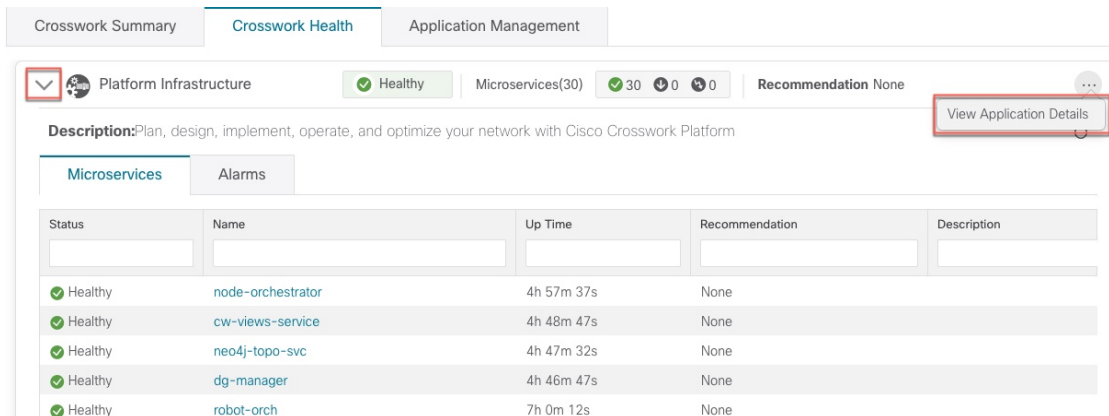 Crosswork Summary Crosswork Health Application Management
Platform Infrastructure Healthy Microservices(30) 30 0 0 Recommendation None ...
View Application Details
Description:Plan, design, implement, operate, and optimize your network with Cisco Crosswork Platform
Microservices Alarms
Status Name Up Time Recommendation Description
Healthy node-orchestrator 4h 57m 37s None
Healthy cw-views-service 4h 48m 47s None
Healthy neo4j-topo-svc 4h 47m 32s None
Healthy dg-manager 4h 46m 47s None
Healthy robot-orch 7h 0m 12s None